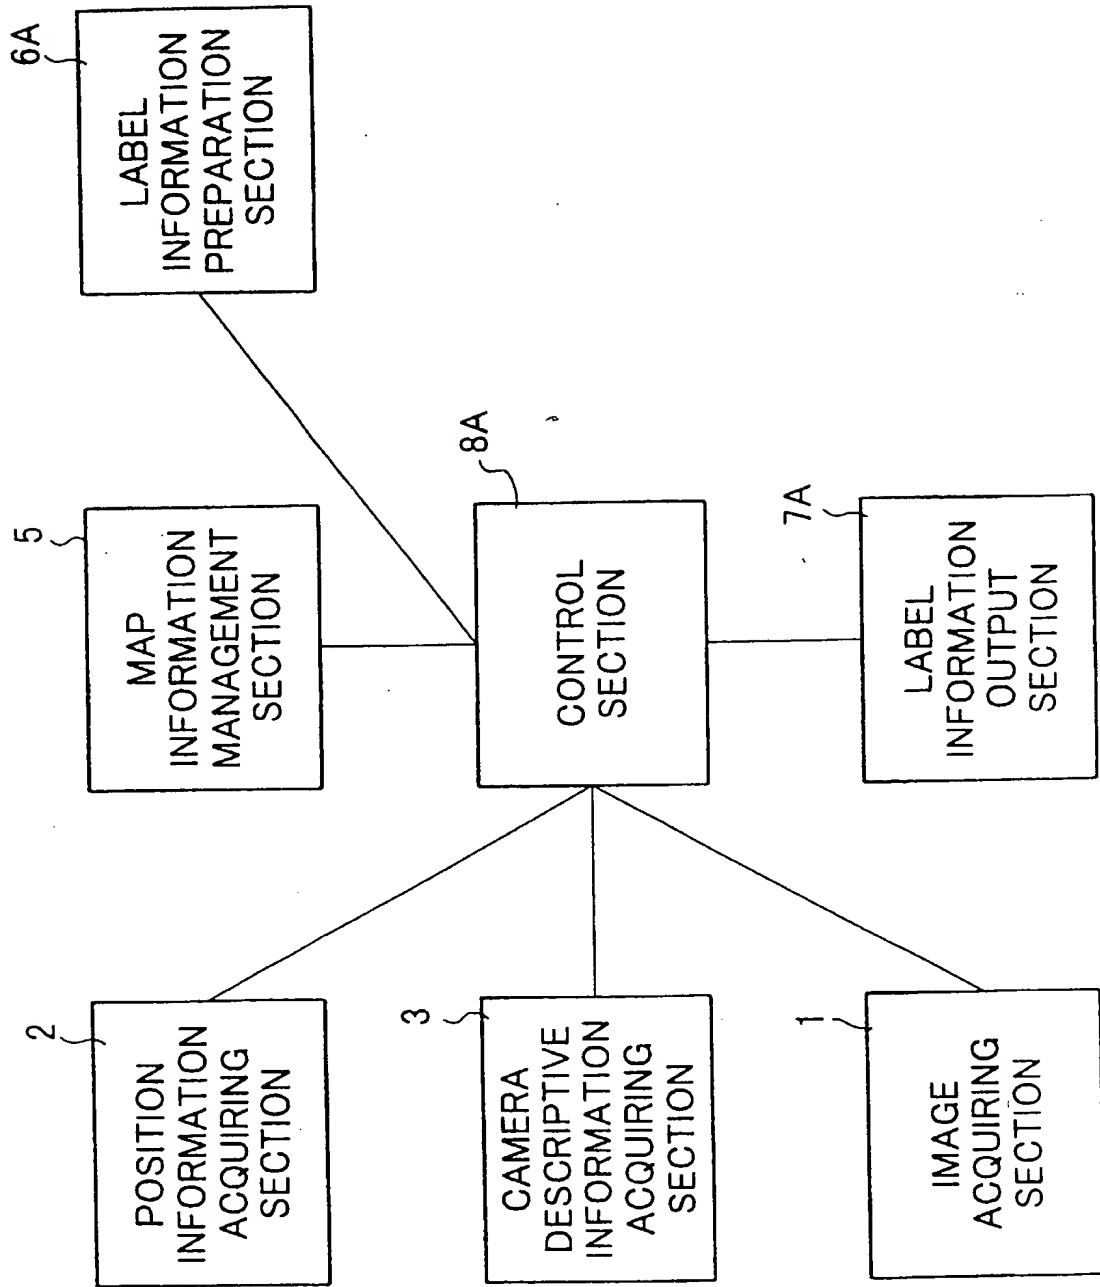 2
POSITION
INFORMATION
ACQUIRING
SECTION
5
MAP
INFORMATION
MANAGEMENT
SECTION
6A
LABEL
INFORMATION
PREPARATION
SECTION
3
CAMERA
DESCRIPTIVE
INFORMATION
ACQUIRING
SECTION
8A
CONTROL
SECTION
1
IMAGE
ACQUIRING
SECTION
7A
LABEL
INFORMATION
OUTPUT
SECTION